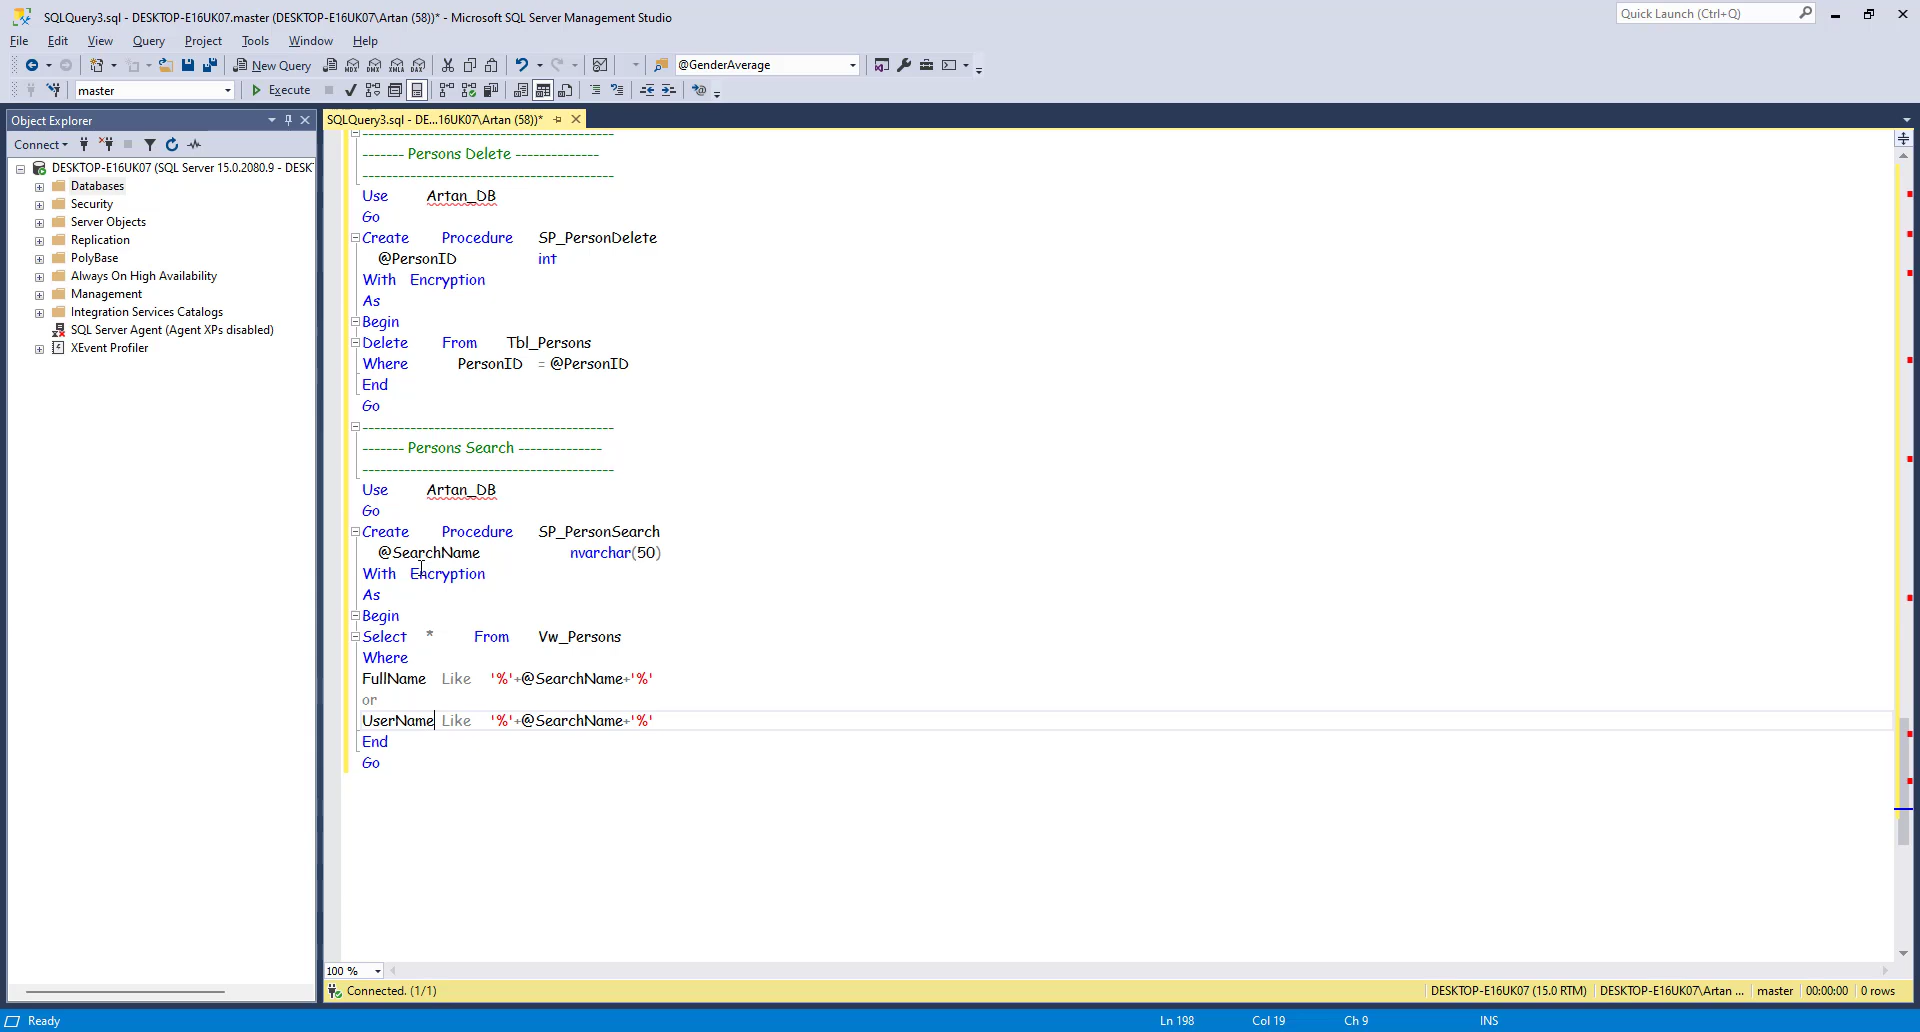 SQLQuery3.sql - DESKTOP-E16UK07.master (DESKTOP-E16UK07\Artan (58))* - Microsoft SQL Server Management Studio
Quick Launch (Ctrl+Q)
File Edit View Query Project Tools Window Help
New Query
MDX DMX XMLA DAX
@GenderAverage
master
Execute
Object Explorer
SQLQuery3.sql - DE...16UK07\Artan (58))*
Connect
DESKTOP-E16UK07 (SQL Server 15.0.2080.9 - DESK
Databases
Security
Server Objects
Replication
PolyBase
Always On High Availability
Management
Integration Services Catalogs
SQL Server Agent (Agent XPs disabled)
XEvent Profiler
------------------------------------------
------- Persons Delete --------------
------------------------------------------
Use Artan_DB
Go
Create Procedure SP_PersonDelete
@PersonID int
With Encryption
As
Begin
Delete From Tbl_Persons
Where PersonID = @PersonID
End
Go
------------------------------------------
------- Persons Search --------------
------------------------------------------
Use Artan_DB
Go
Create Procedure SP_PersonSearch
@SearchName nvarchar(50)
With Encryption
As
Begin
Select * From Vw_Persons
Where
FullName Like '%'+@SearchName+'%'
or
UserName Like '%'+@SearchName+'%'
End
Go
100 %
Connected. (1/1)
DESKTOP-E16UK07 (15.0 RTM) DESKTOP-E16UK07\Artan ... master 00:00:00 0 rows
Ready
Ln 198 Col 19 Ch 9 INS